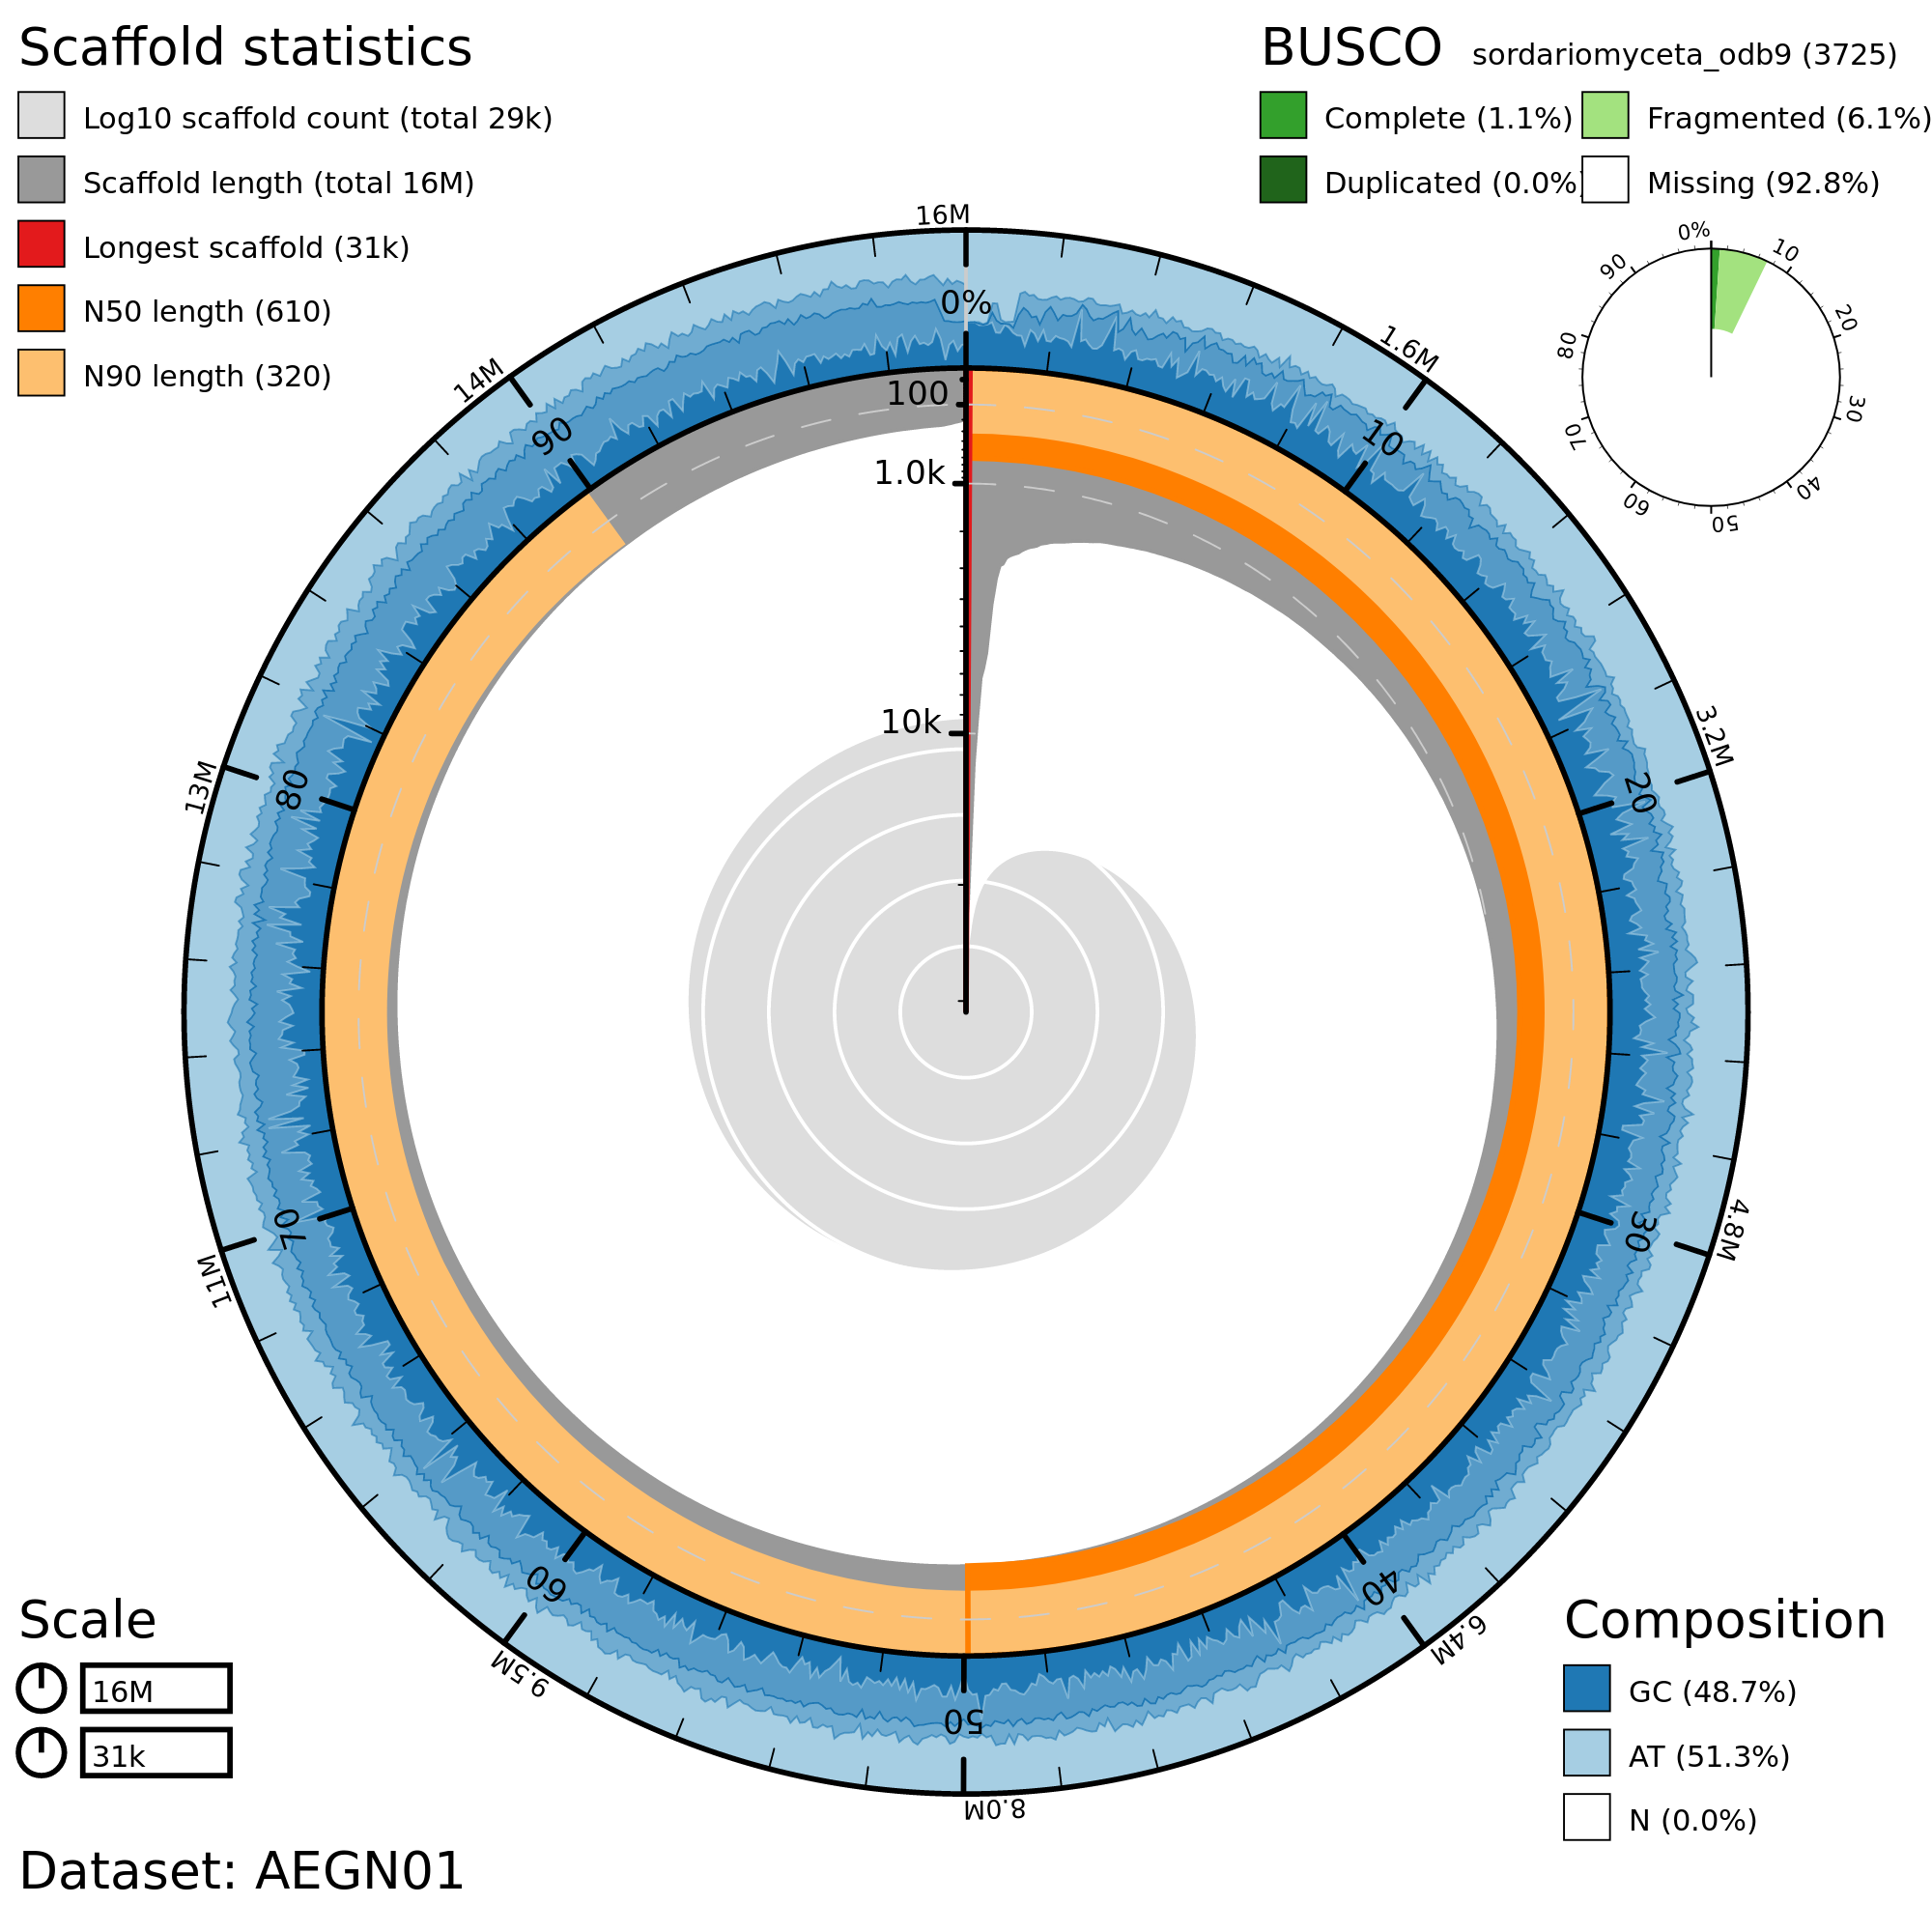 Scaffold statistics
Log10 scaffold count (total 29k)
Scaffold length (total 16M)
Longest scaffold (31k)
N50 length (610)
N90 length (320)
BUSCO sordariomyceta_odb9 (3725)
Complete (1.1%) Fragmented (6.1%)
Duplicated (0.0%) Missing (92.8%)
0%
10
20
30
40
50
60
70
80
90
16M
1.6M
3.2M
4.8M
6.4M
8.0M
9.5M
11M
13M
14M
0%
10
20
30
40
50
60
70
80
90
100
1.0k
10k
Scale
16M
31k
Composition
GC (48.7%)
AT (51.3%)
N (0.0%)
Dataset: AEGN01